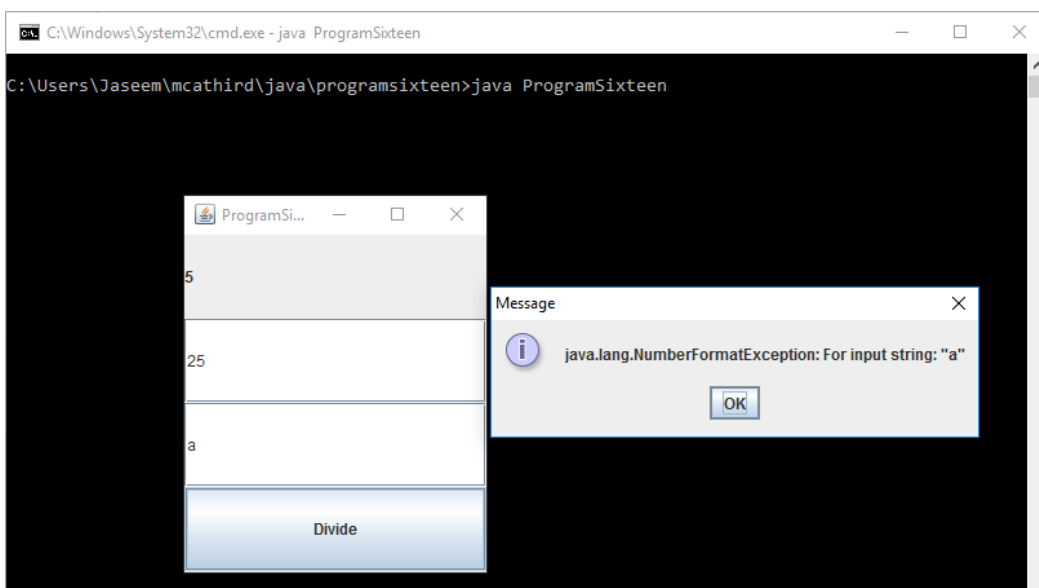 C:\Windows\System32\cmd.exe - java  ProgramSixteen
C:\Users\Jaseem\mcathird\java\programsixteen>java ProgramSixteen
ProgramSi...
5
25
a
Divide
Message
java.lang.NumberFormatException: For input string: "a"
OK